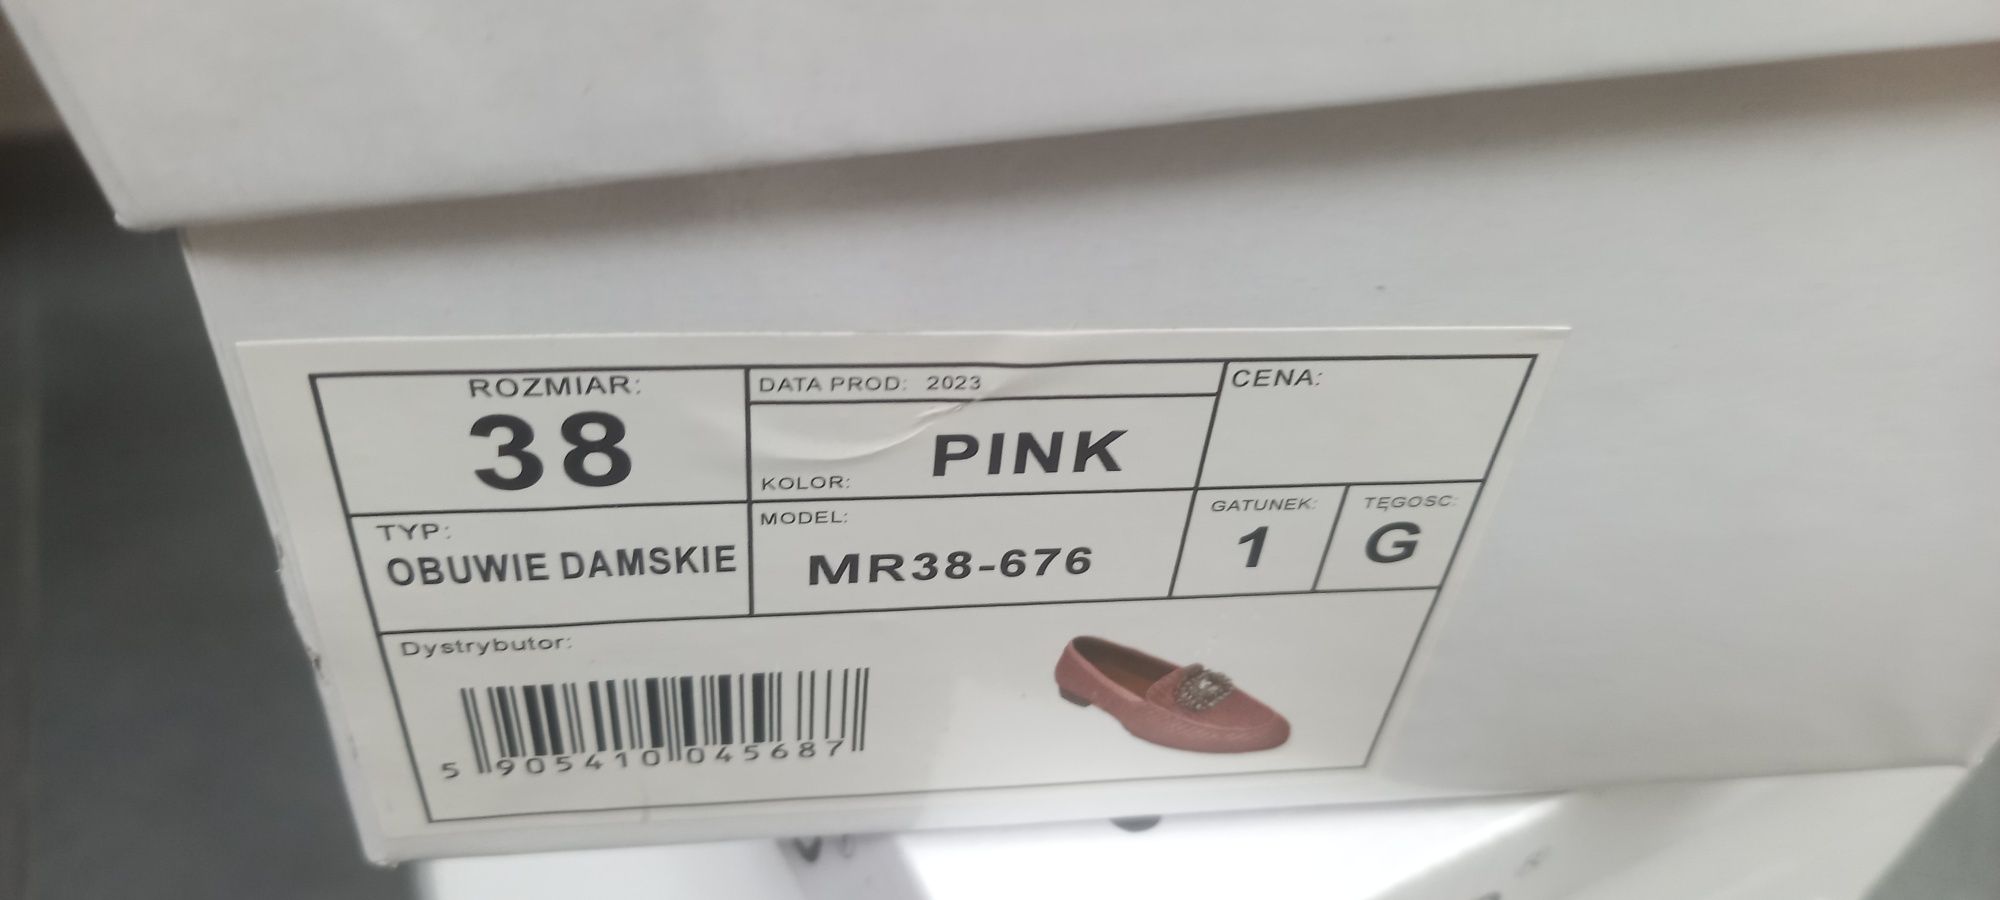 ROZMIAR:
38
DATA PROD: 2023
KOLOR: PINK
CENA:
TYP:
OBUWIE DAMSKIE
MODEL:
MR38-676
GATUNEK:
1
TĘGOSC:
G
Dystrybutor:
5 905410 045687